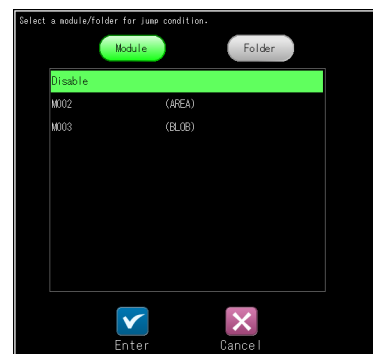 Select a module/folder for jump condition.
Module Folder
Disable
M002 (AREA)
M003 (BLOB)
Enter Cancel